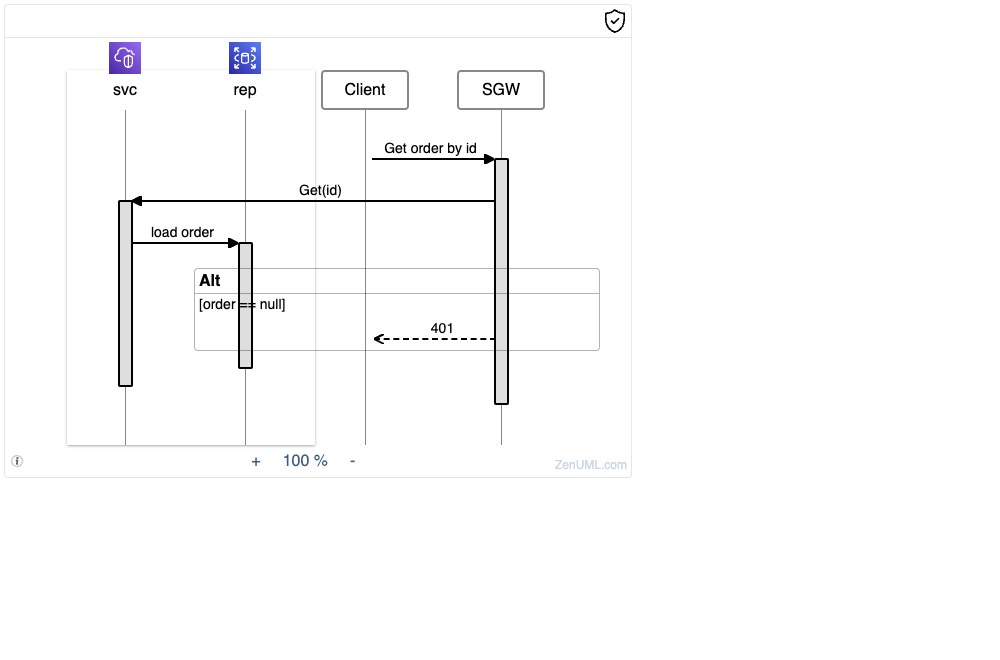 svc
rep
Client
SGW
Get order by id
Get(id)
load order
Alt
[order == null]
401
+ 100 % -
ZenUML.com